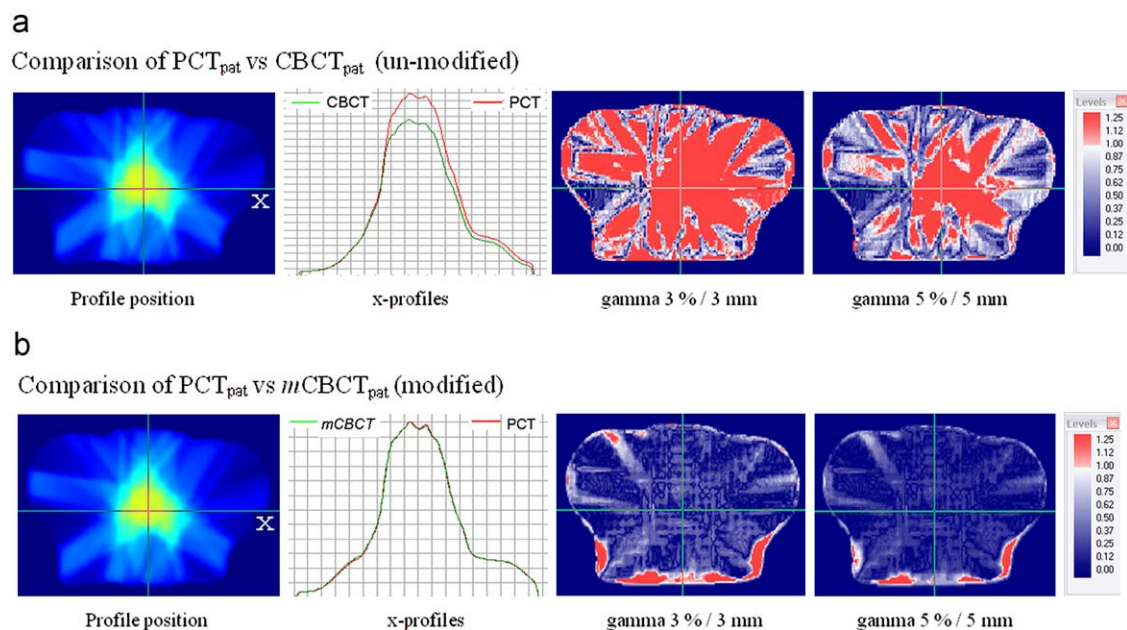 a
Comparison of PCTpat vs CBCTpat (un-modified)
X
CBCT
PCT
Levels
1.25
1.00
0.87
0.75
0.62
0.50
0.37
0.25
0.12
0.00
Profile position
x-profiles
gamma 3 % / 3 mm
gamma 5 % / 5 mm
b
Comparison of PCTpat vs mCBCTpat (modified)
X
mCBCT
PCT
Levels
1.25
1.00
0.87
0.75
0.62
0.50
0.37
0.25
0.12
0.00
Profile position
x-profiles
gamma 3 % / 3 mm
gamma 5 % / 5 mm